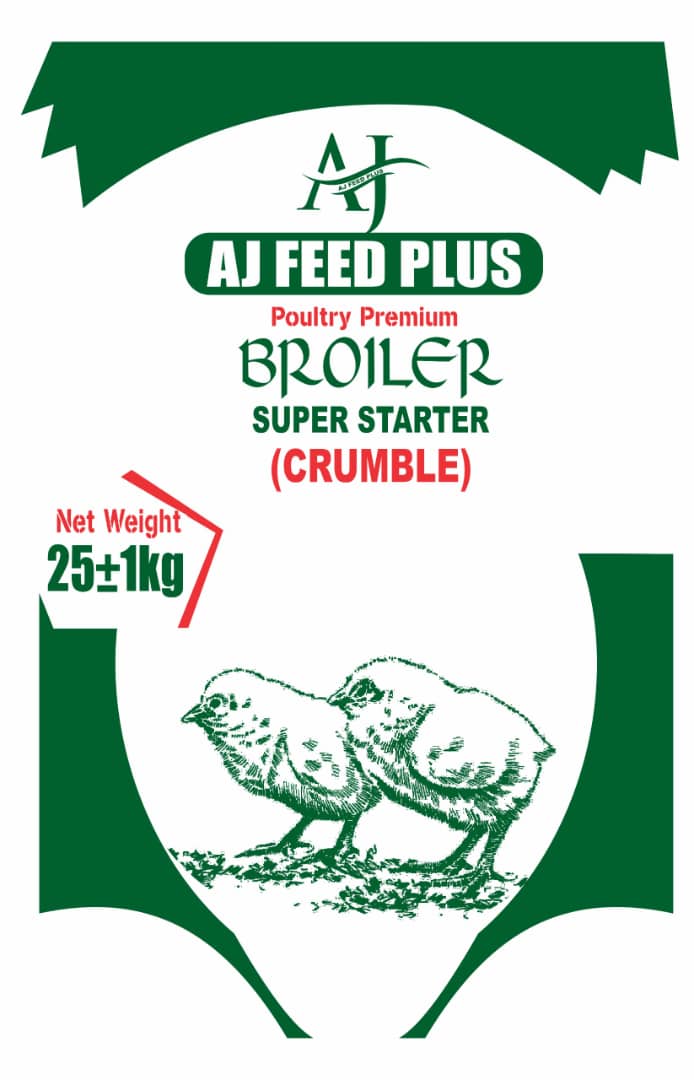 AJ
AJ FEED PLUS
AJ FEED PLUS
Poultry Premium
BROILER
SUPER STARTER
(CRUMBLE)
Net Weight
25±1kg